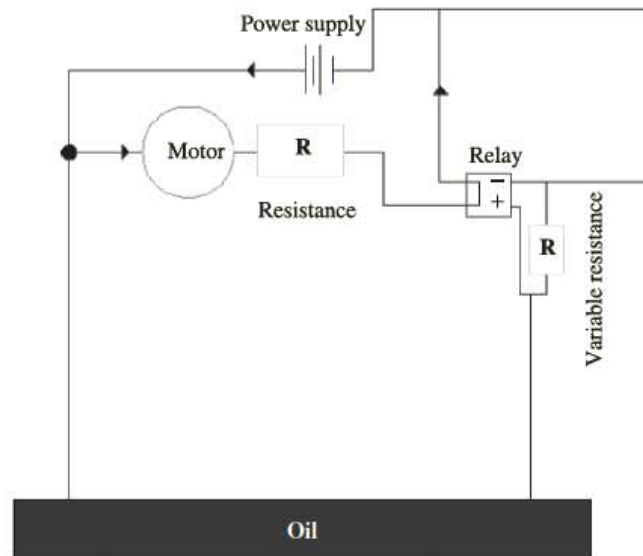 Power supply
Motor
R
Resistance
Relay
−
+
R
Variable resistance
Oil